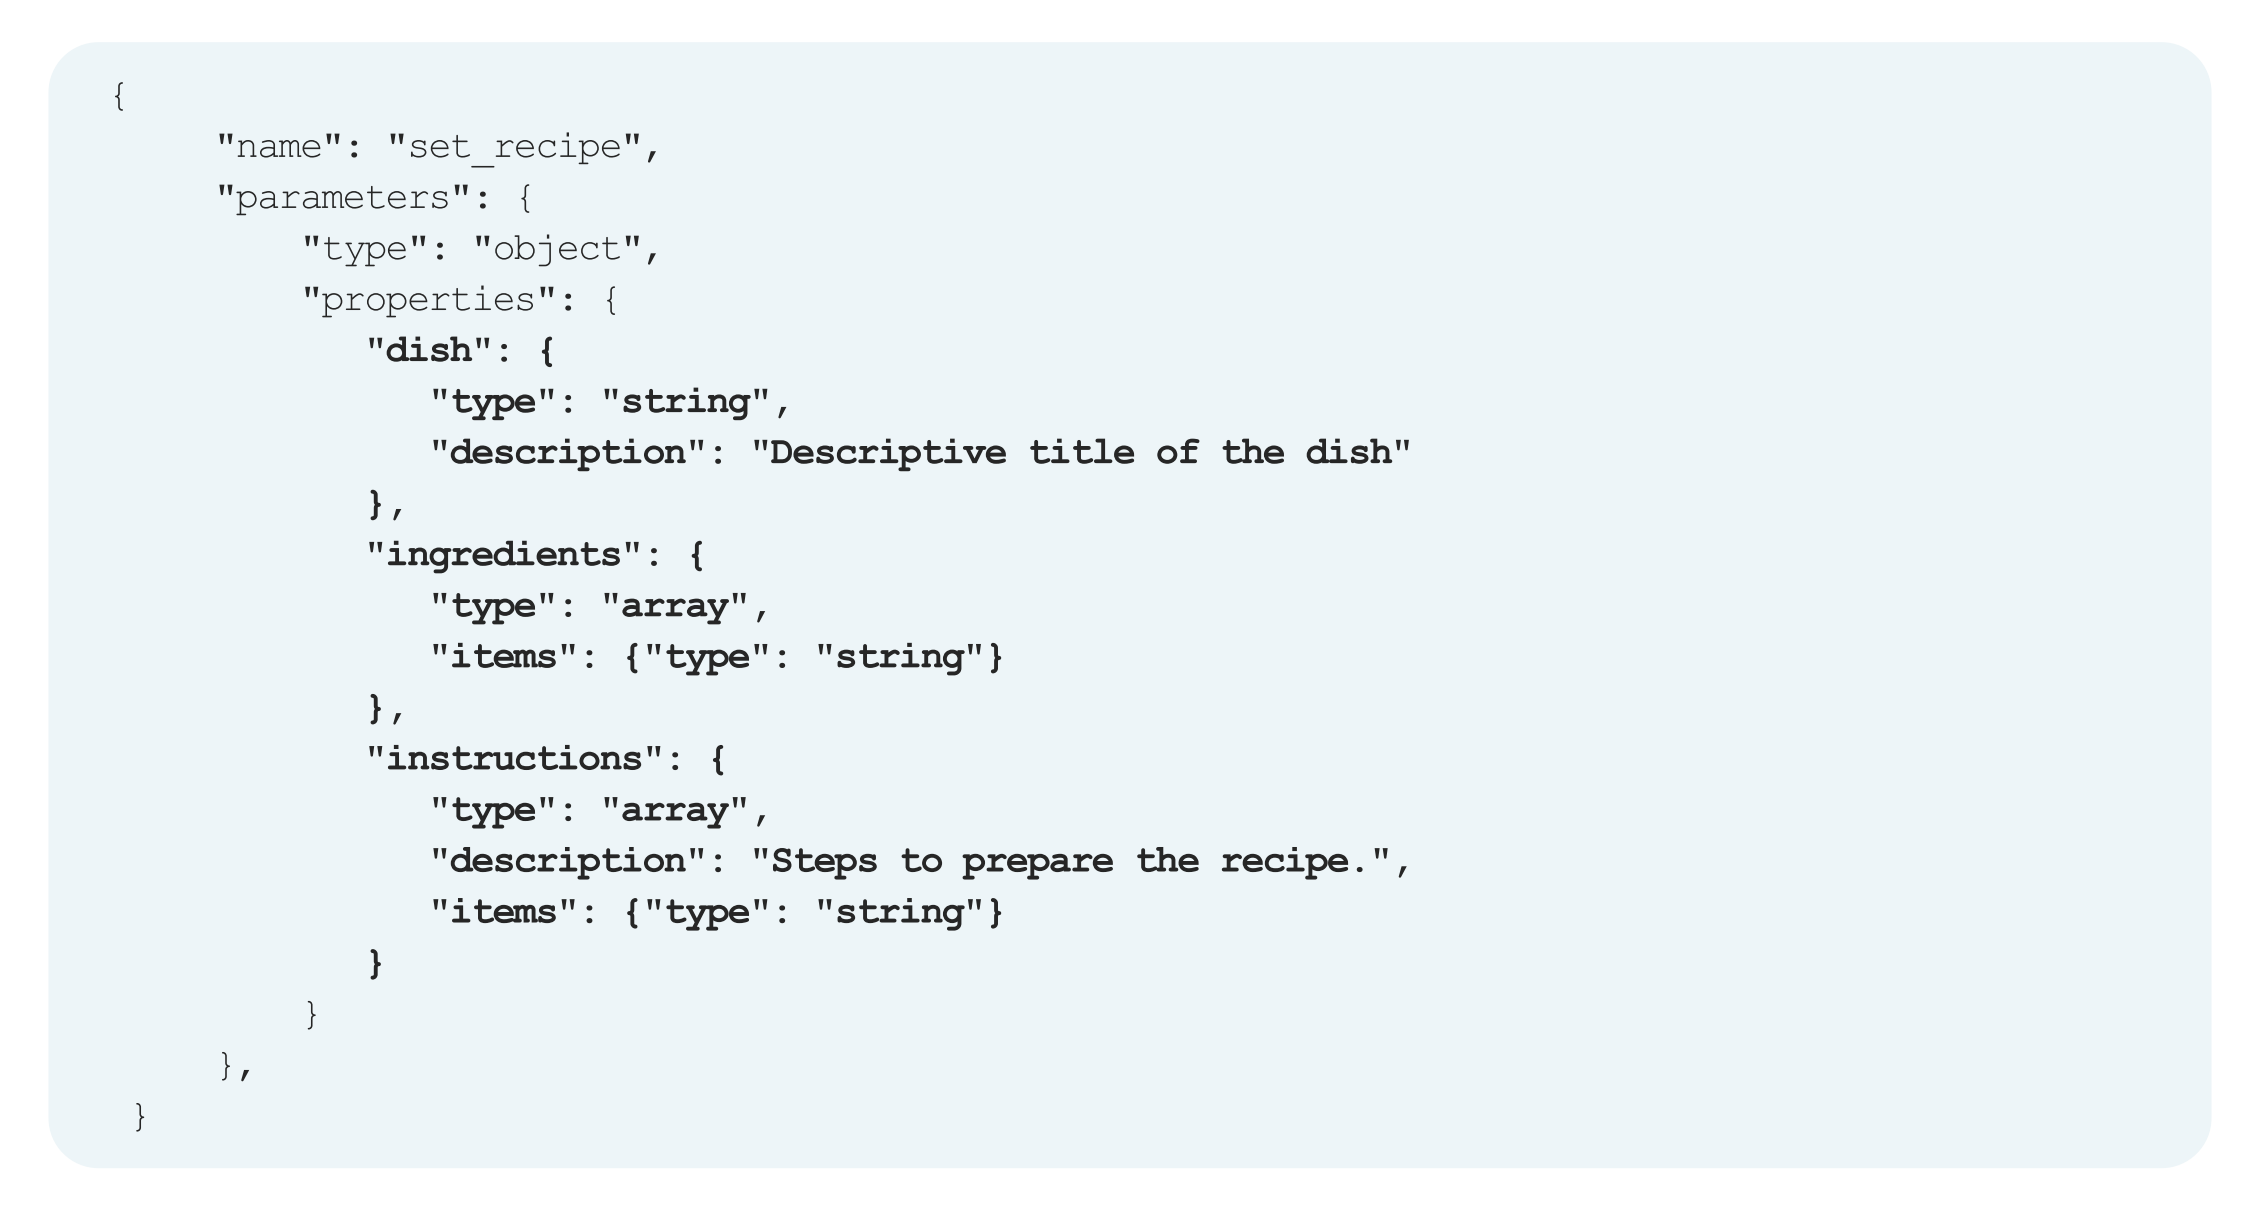 {
"name": "set_recipe",
"parameters": {
"type": "object",
"properties": {
"dish": {
"type": "string",
"description": "Descriptive title of the dish"
},
"ingredients": {
"type": "array",
"items": {"type": "string"}
},
"instructions": {
"type": "array",
"description": "Steps to prepare the recipe.",
"items": {"type": "string"}
}
}
},
}